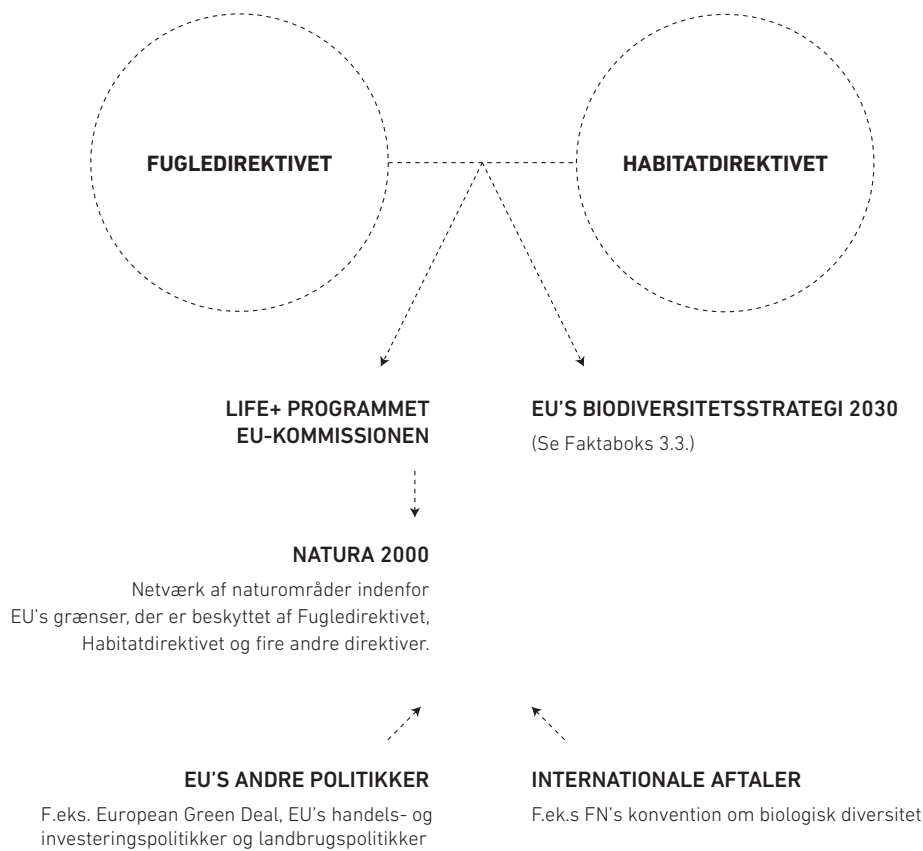 FUGLEDIREKTIVET
HABITATDIREKTIVET
LIFE+ PROGRAMMET
EU-KOMMISSIONEN
EU'S BIODIVERSITETSSTRATEGI 2030
(Se Faktaboks 3.3.)
NATURA 2000
Netværk af naturområder indenfor
EU's grænser, der er beskyttet af Fugledirektivet,
Habitatdirektivet og fire andre direktiver.
EU'S ANDRE POLITIKKER
F.eks. European Green Deal, EU's handels- og
investeringspolitikker og landbrugspolitikker
INTERNATIONALE AFTALER
F.ek.s FN's konvention om biologisk diversitet